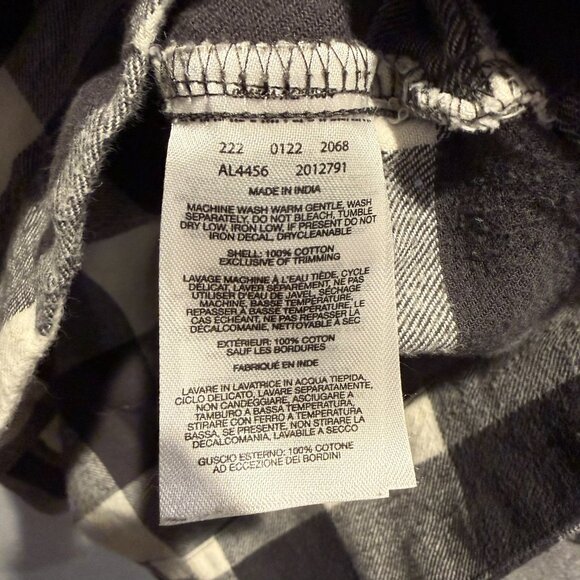 222 0122 2068
AL4456 2012791
MADE IN INDIA
MACHINE WASH WARM GENTLE, WASH
SEPARATELY, DO NOT BLEACH, TUMBLE
DRY LOW, IRON LOW, IF PRESENT DO NOT
IRON DECAL, DRYCLEANABLE
SHELL: 100% COTTON
EXCLUSIVE OF TRIMMING
LAVAGE MACHINE À L'EAU TIÈDE, CYCLE
DÉLICAT, LAVER SÉPAREMENT, NE PAS
UTILISER D'EAU DE JAVEL, SÉCHAGE
MACHINE, BASSE TEMPÉRATURE,
REPASSER À BASSE TEMPÉRATURE, LE
CAS ÉCHEANT, NE PAS REPASSER LA
DÉCALCOMANIE, NETTOYABLE À SEC
EXTÉRIEUR: 100% COTON
SAUF LES BORDURES
FABRIQUÉ EN INDE
LAVARE IN LAVATRICE IN ACQUA TIEPIDA,
CICLO DELICATO, LAVARE SEPARATAMENTE,
NON CANDEGGIARE, ASCIUGARE A
TAMBURO A BASSA TEMPERATURA,
STIRARE CON FERRO A TEMPERATURA
BASSA, SE PRESENTE, NON STIRARE LA
DECALCOMANIA, LAVABILE A SECCO
GUSCIO ESTERNO: 100% COTONE
AD ECCEZIONE DEI BORDINI